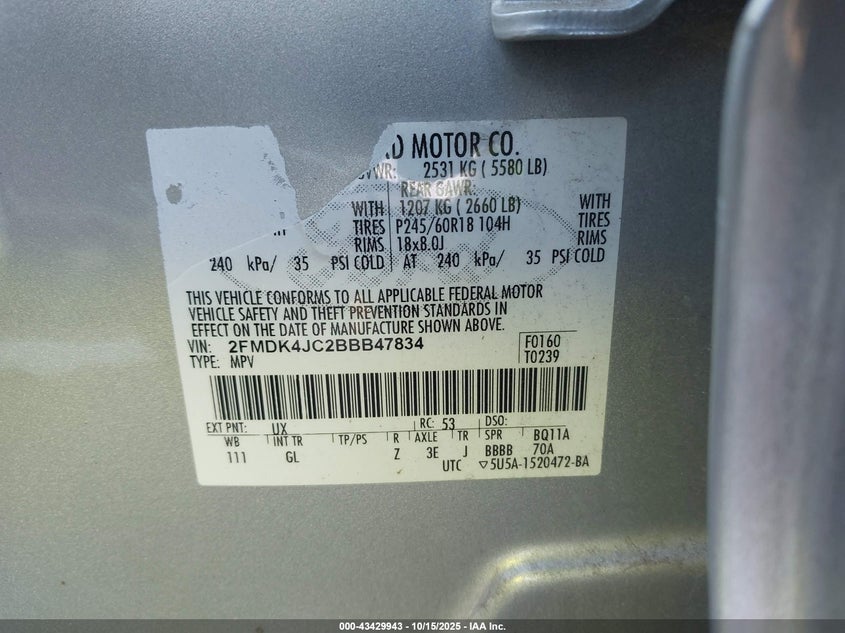 D MOTOR CO.
VWR: 2531 KG ( 5580 LB)
REAR GAWR:
WITH 1207 KG ( 2660 LB) WITH
TIRES P245/60R18 104H TIRES
RIMS 18x8.0J RIMS
240 kPa/ 35 PSI COLD AT 240 kPa/ 35 PSI COLD
THIS VEHICLE CONFORMS TO ALL APPLICABLE FEDERAL MOTOR
VEHICLE SAFETY AND THEFT PREVENTION STANDARDS IN
EFFECT ON THE DATE OF MANUFACTURE SHOWN ABOVE.
VIN: 2FMDK4JC2BBB47834 F0160
TYPE: MPV T0239
EXT PNT: UX RC: 53 DSO:
WB INT TR TP/PS R AXLE TR SPR BQ11A
111 GL Z 3E J BBBB 70A
UTC ▽5U5A-1520472-BA
000-43429943 - 10/15/2025 - IAA Inc.